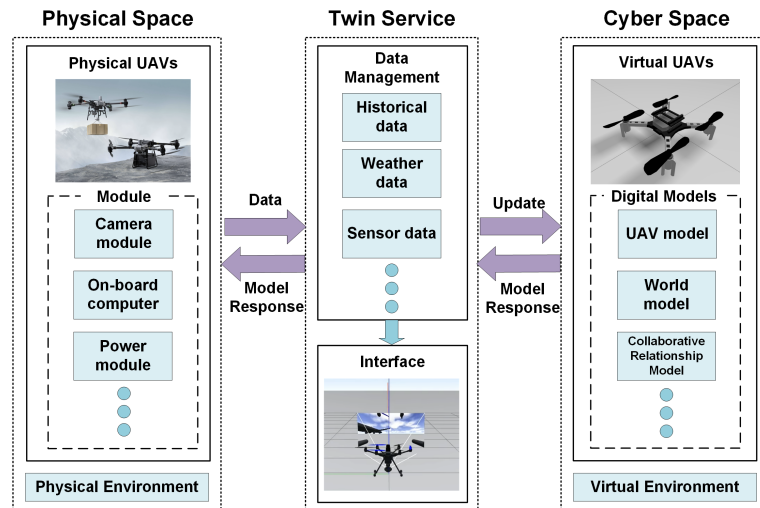 Physical Space
Physical UAVs
Module
Camera
module
On-board
computer
Power
module
Physical Environment
Data
Model
Response
Twin Service
Data
Management
Historical
data
Weather
data
Sensor data
Interface
Update
Model
Response
Cyber Space
Virtual UAVs
Digital Models
UAV model
World
model
Collaborative
Relationship
Model
Virtual Environment